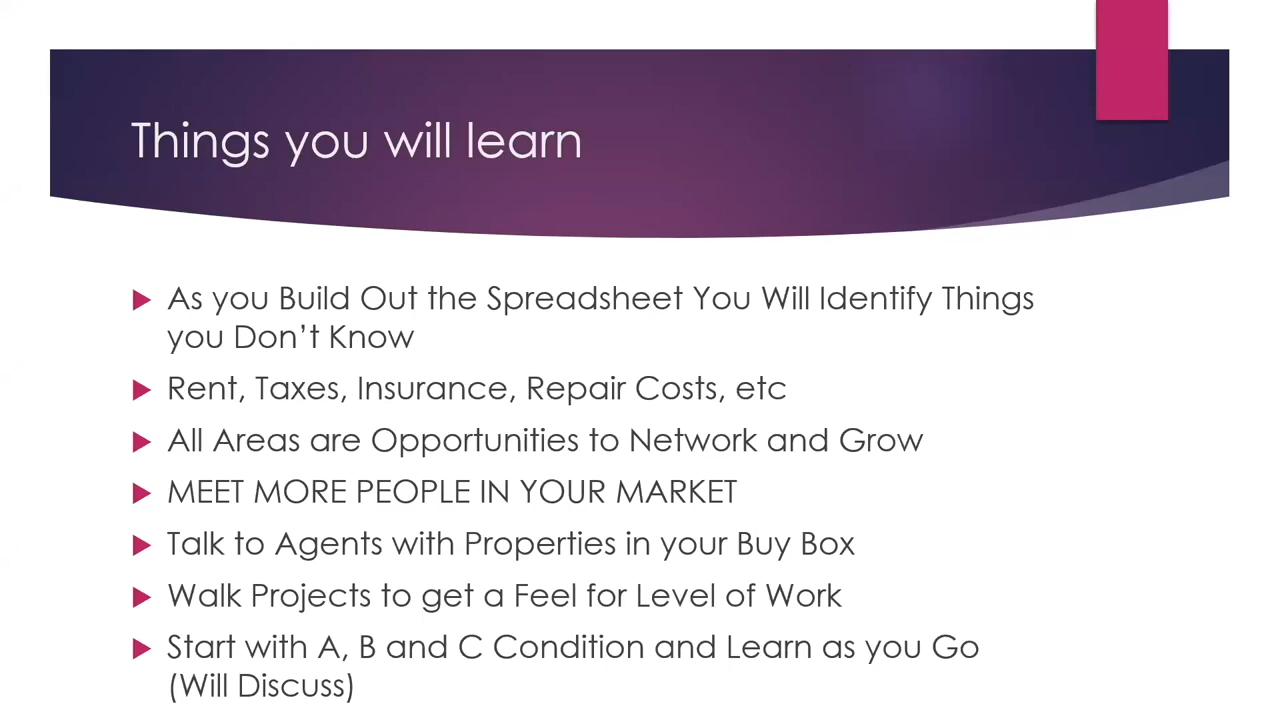 Things you will learn
As you Build Out the Spreadsheet You Will Identify Things
you Don’t Know
Rent, Taxes, Insurance, Repair Costs, etc
All Areas are Opportunities to Network and Grow
MEET MORE PEOPLE IN YOUR MARKET
Talk to Agents with Properties in your Buy Box
Walk Projects to get a Feel for Level of Work
Start with A, B and C Condition and Learn as you Go
(Will Discuss)